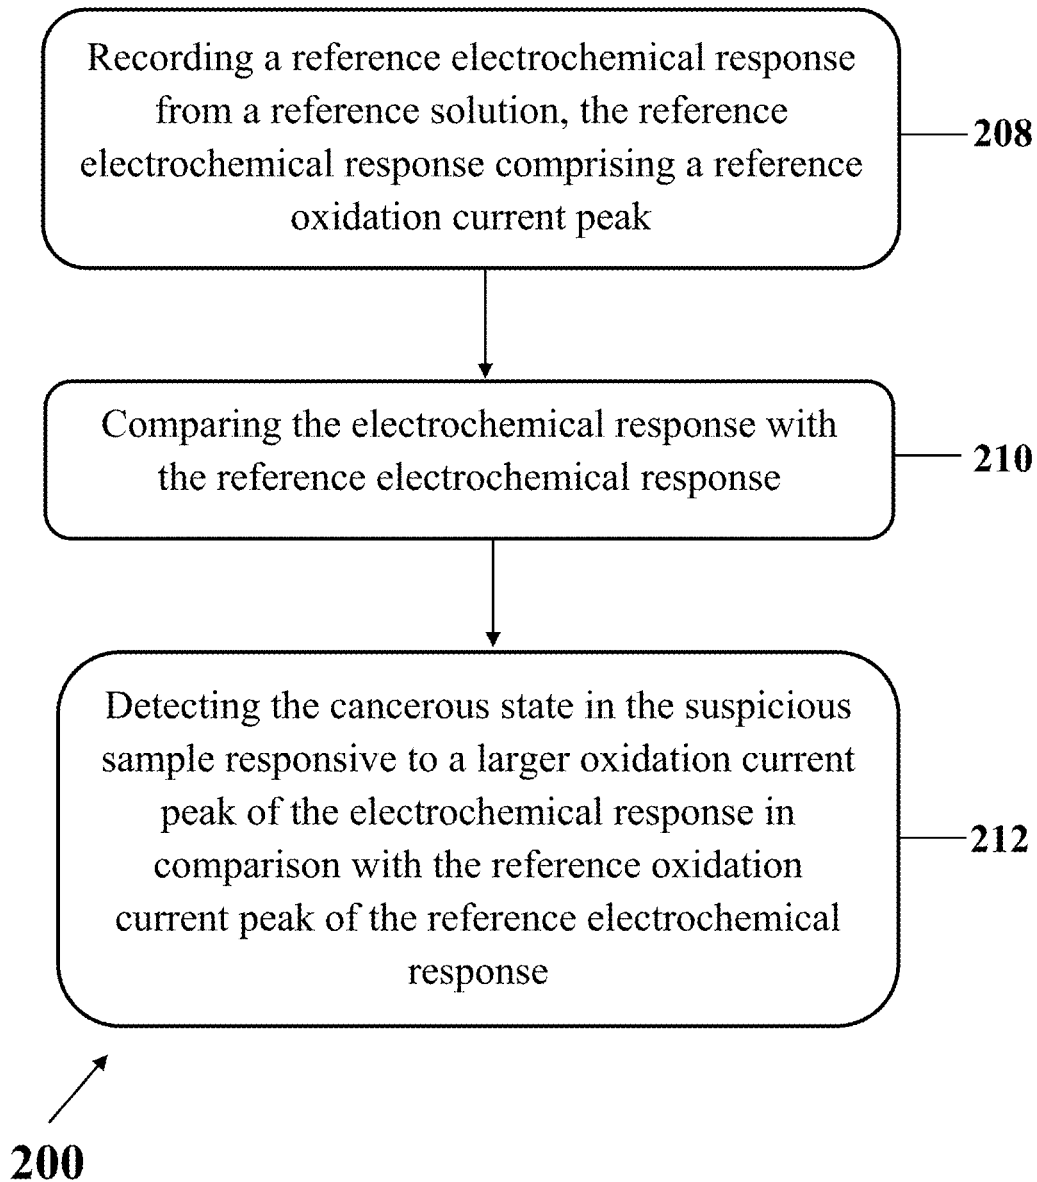 Recording a reference electrochemical response
from a reference solution, the reference
electrochemical response comprising a reference
oxidation current peak
208
Comparing the electrochemical response with
the reference electrochemical response
210
Detecting the cancerous state in the suspicious
sample responsive to a larger oxidation current
peak of the electrochemical response in
comparison with the reference oxidation
current peak of the reference electrochemical
response
212
200